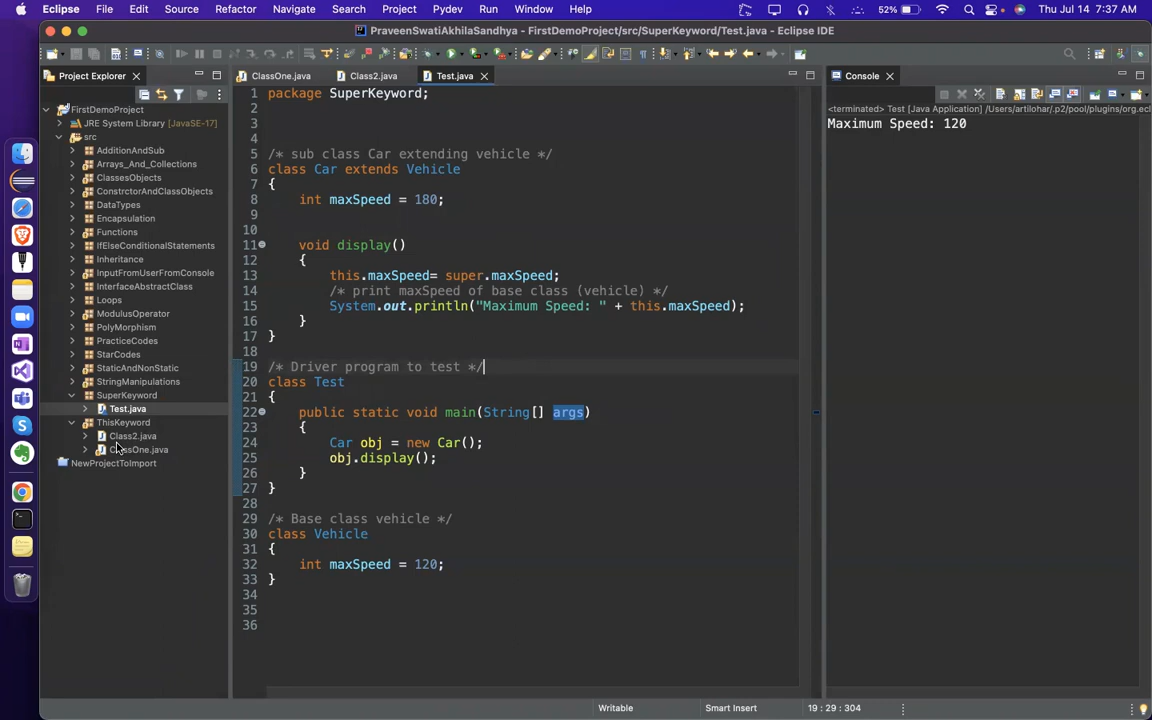 Eclipse File Edit Source Refactor Navigate Search Project Pydev Run Window Help 52% Thu Jul 14 7:37 AM
PraveenSwatiAkhilaSandhya - FirstDemoProject/src/SuperKeyword/Test.java - Eclipse IDE
Project Explorer
ClassOne.java Class2.java Test.java
Console
FirstDemoProject
JRE System Library [JavaSE-17]
src
AdditionAndSub
Arrays_And_Collections
ClassesObjects
ConstrctorAndClassObjects
DataTypes
Encapsulation
Functions
IfElseConditionalStatements
Inheritance
InputFromUserFromConsole
InterfaceAbstractClass
Loops
ModulusOperator
PolyMorphism
PracticeCodes
StarCodes
StaticAndNonStatic
StringManipulations
SuperKeyword
Test.java
ThisKeyword
Class2.java
ClassOne.java
NewProjectToImport
1 package SuperKeyword;
2
3
4
5 /* sub class Car extending vehicle */
6 class Car extends Vehicle
7 {
8 int maxSpeed = 180;
9
10
11 void display()
12 {
13 this.maxSpeed= super.maxSpeed;
14 /* print maxSpeed of base class (vehicle) */
15 System.out.println("Maximum Speed: " + this.maxSpeed);
16 }
17 }
18
19 /* Driver program to test */
20 class Test
21 {
22 public static void main(String[] args)
23 {
24 Car obj = new Car();
25 obj.display();
26 }
27 }
28
29 /* Base class vehicle */
30 class Vehicle
31 {
32 int maxSpeed = 120;
33 }
34
35
36
<terminated> Test [Java Application] /Users/artilohar/.p2/pool/plugins/org.ecl
Maximum Speed: 120
Writable Smart Insert 19 : 29 : 304